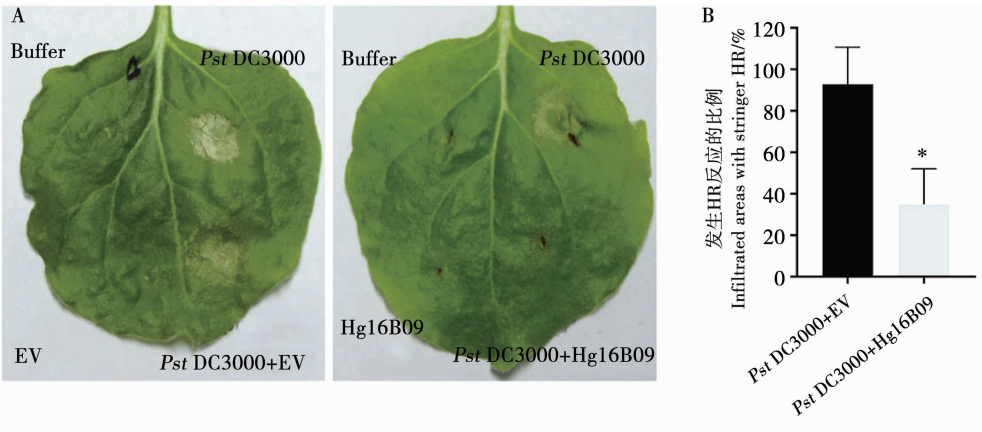 A
Buffer
Pst DC3000
EV
Pst DC3000+EV
Buffer
Pst DC3000
Hg16B09
Pst DC3000+Hg16B09
B
发生HR反应的比例
Infiltrated areas with stringer HR/%
120
100
80
60
40
20
0
*
Pst DC3000+EV
Pst DC3000+Hg16B09